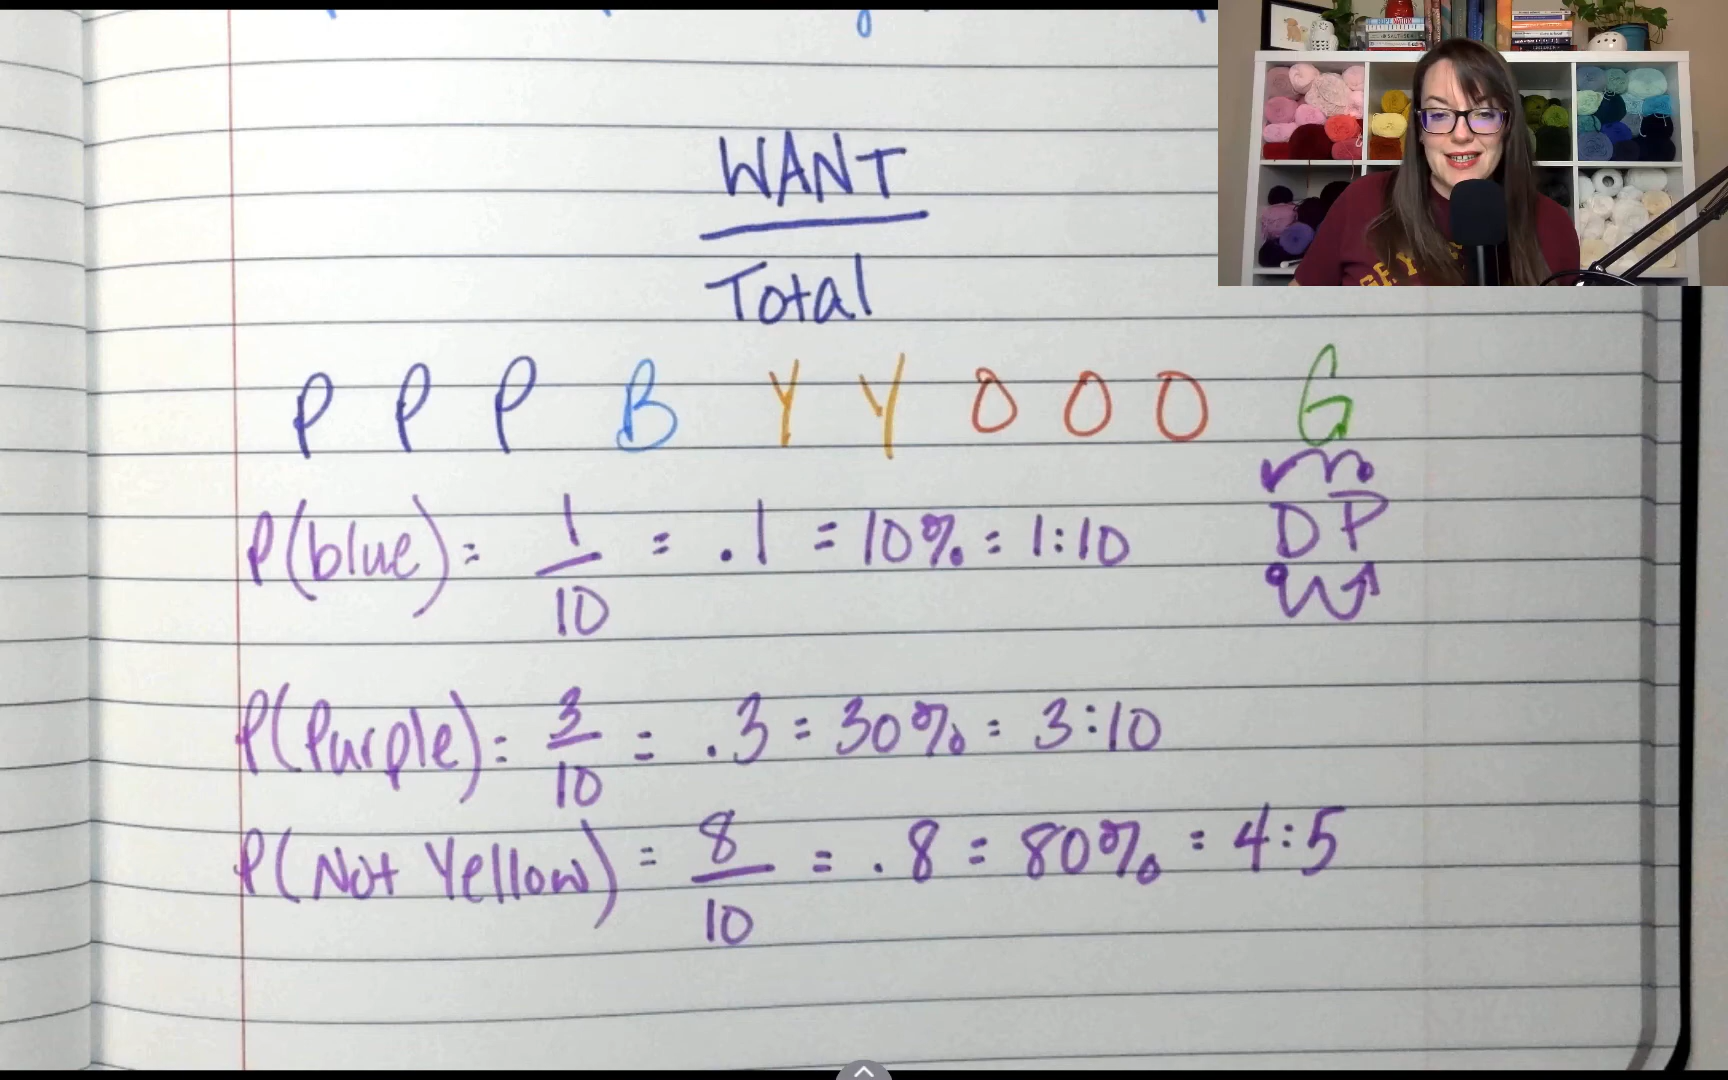 WANT
Total
P P P B Y Y O O O G
P(blue) = 1/10 = .1 = 10% = 1:10
D P
P(Purple) = 3/10 = .3 = 30% = 3:10
P(Not Yellow) = 8/10 = .8 = 80% = 4:5